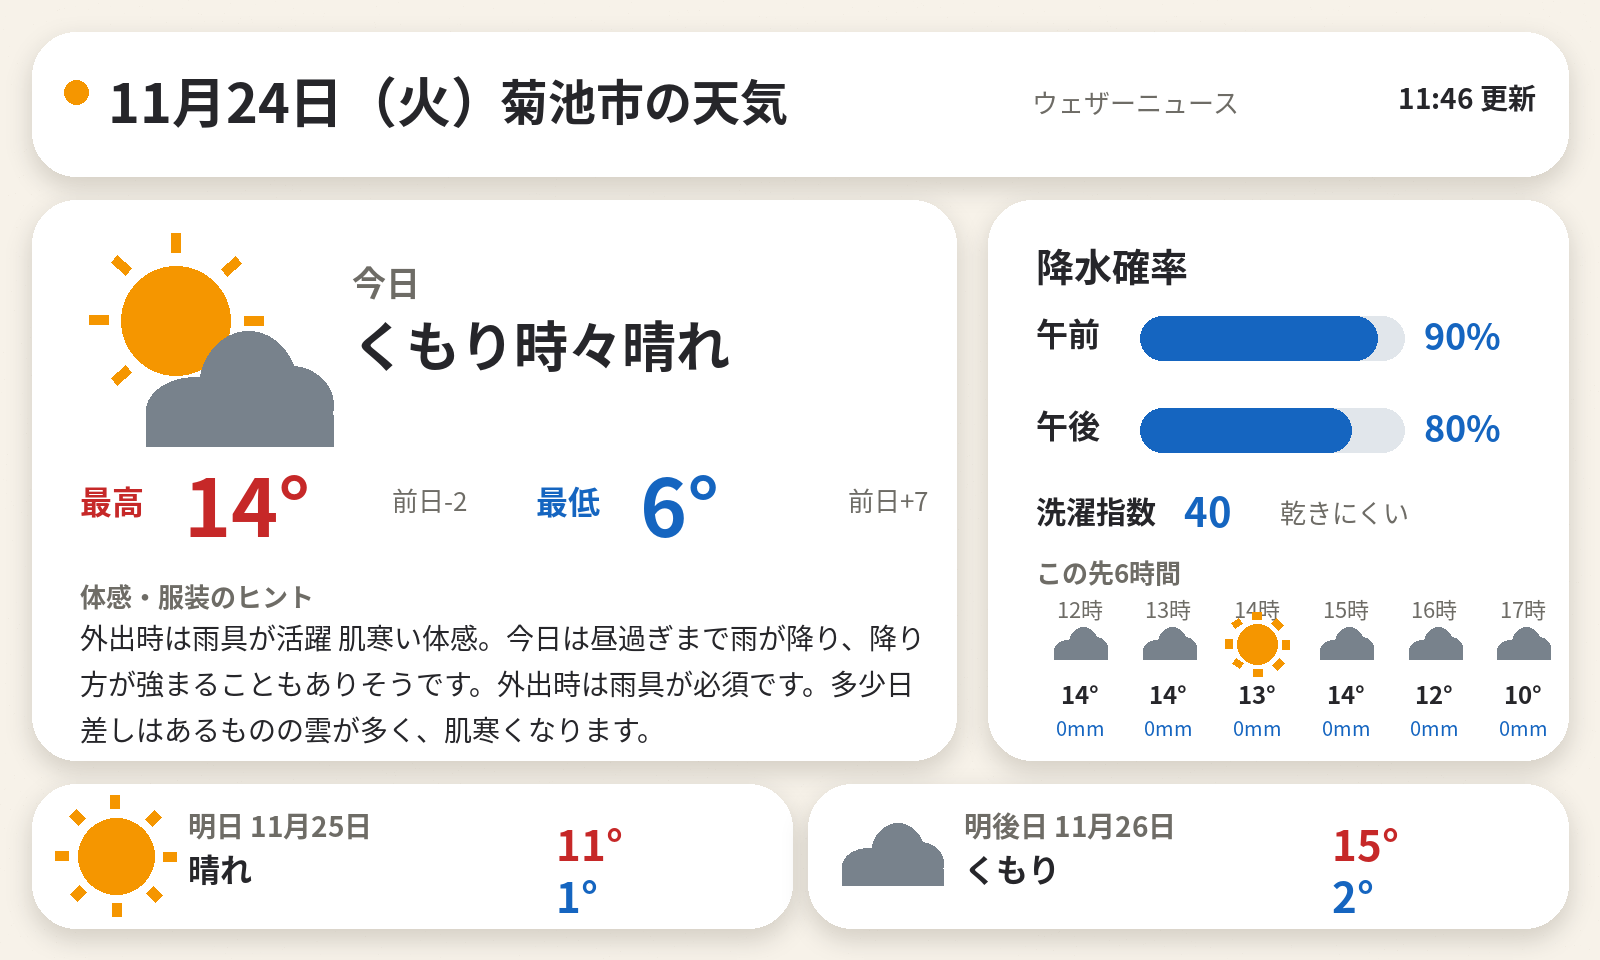 11月24日（火）菊池市の天気
ウェザーニュース
11:46 更新
今日
くもり時々晴れ
最高 14° 前日-2 最低 6° 前日+7
体感・服装のヒント
外出時は雨具が活躍 肌寒い体感。今日は昼過ぎまで雨が降り、降り
方が強まることもありそうです。外出時は雨具が必須です。多少日
差しはあるものの雲が多く、肌寒くなります。
降水確率
午前 90%
午後 80%
洗濯指数 40 乾きにくい
この先6時間
12時 13時 14時 15時 16時 17時
14° 14° 13° 14° 12° 10°
0mm 0mm 0mm 0mm 0mm 0mm
明日 11月25日
晴れ
11°
1°
明後日 11月26日
くもり
15°
2°